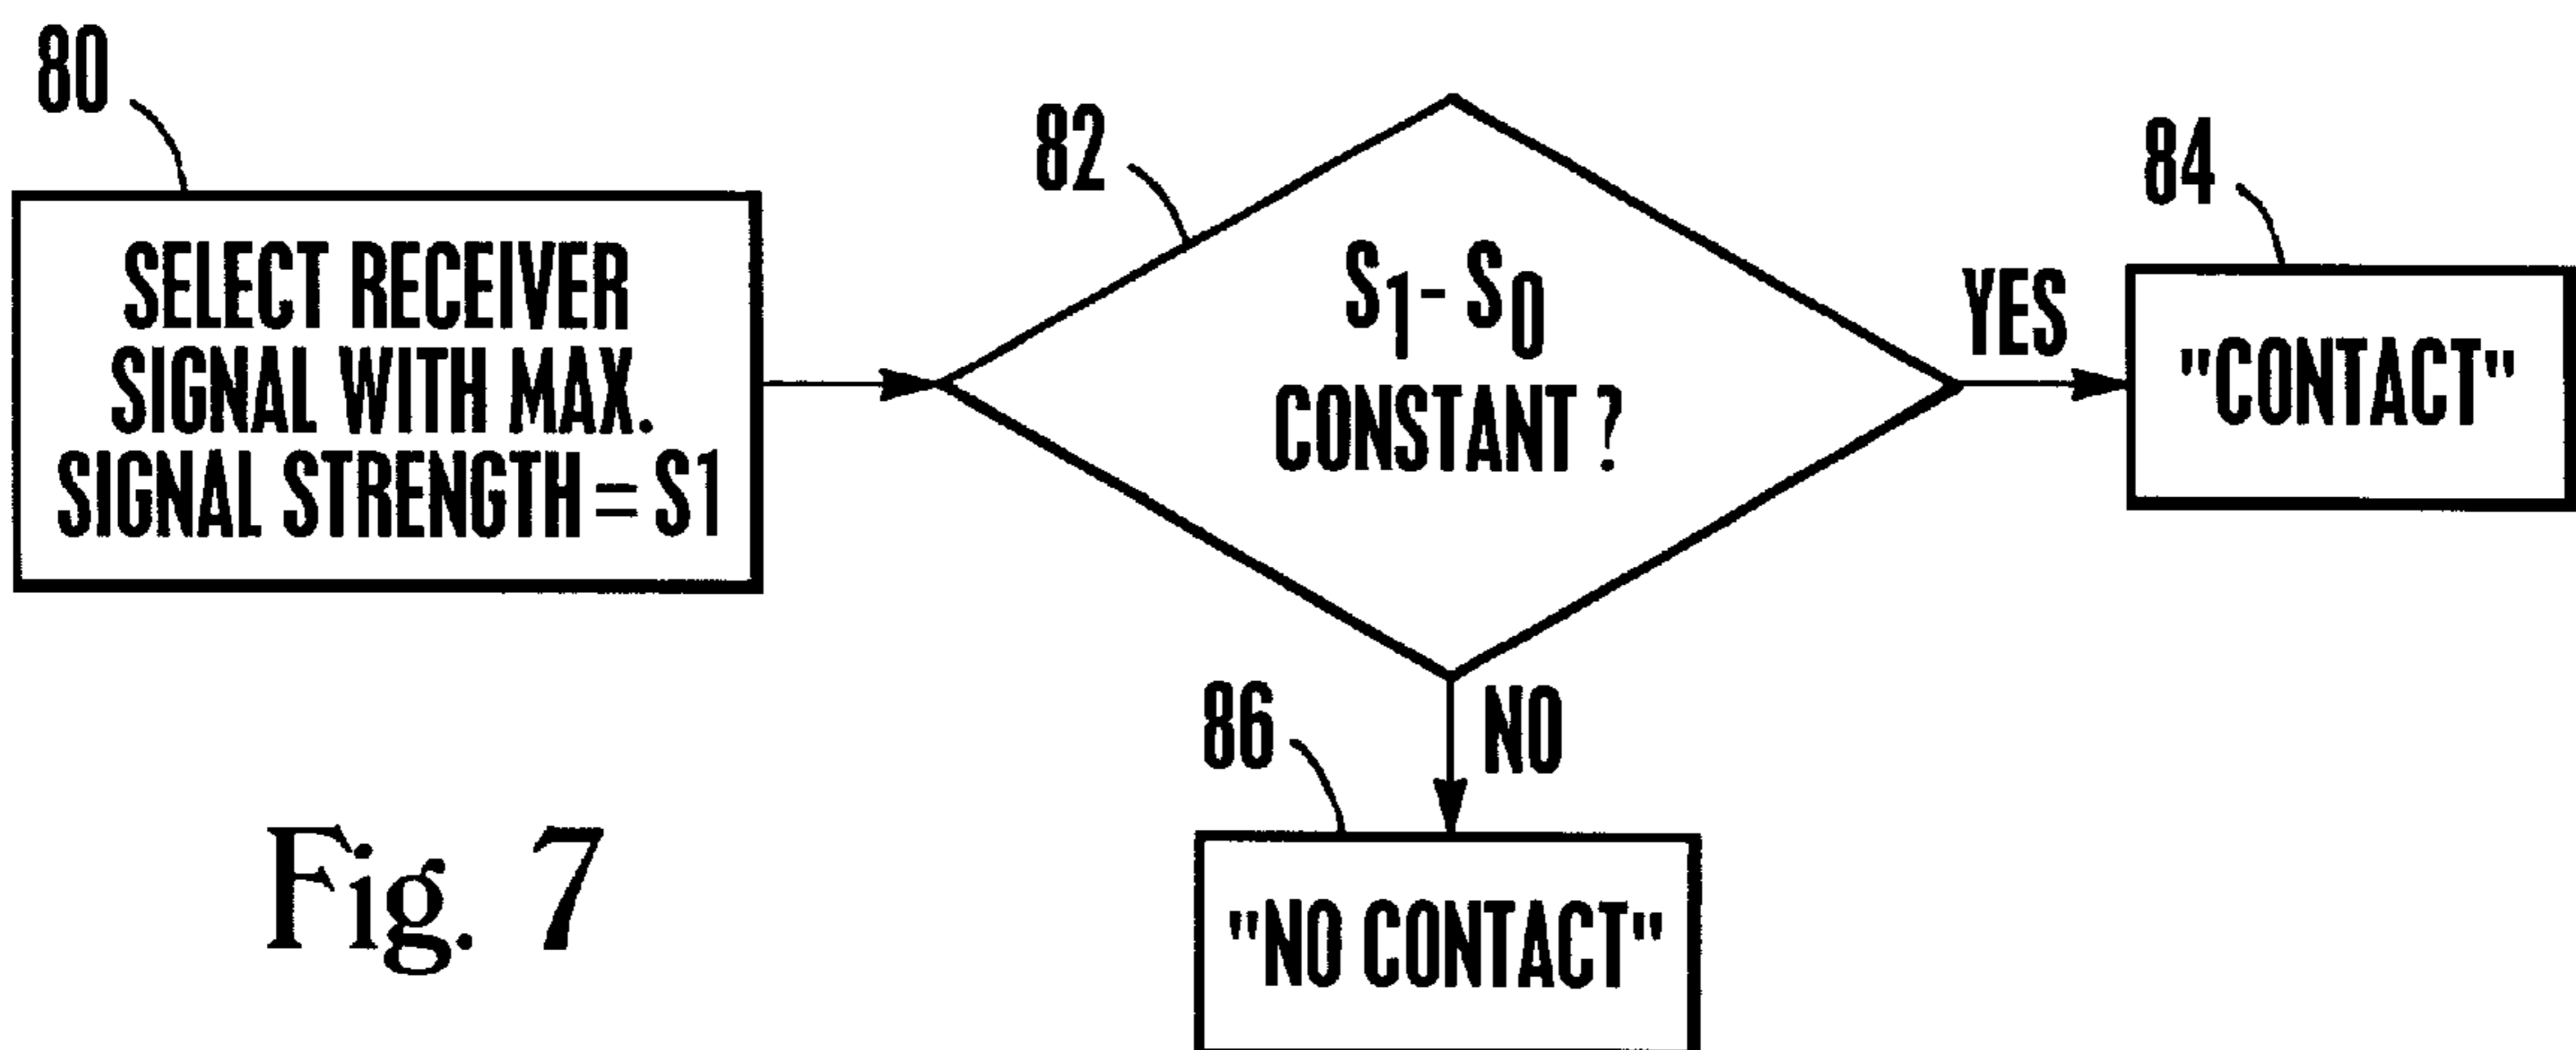 80
SELECT RECEIVER
SIGNAL WITH MAX.
SIGNAL STRENGTH = S1
82
S1 - S0
CONSTANT ?
YES
84
"CONTACT"
NO
86
"NO CONTACT"
Fig. 7